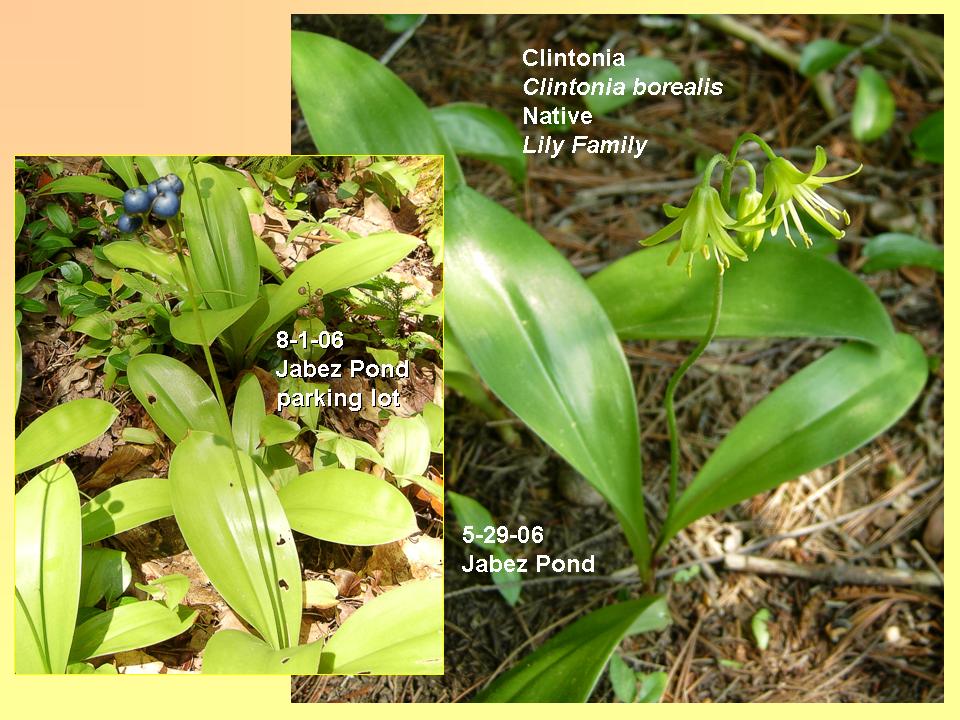 Clintonia
Clintonia borealis
Native
Lily Family
8-1-06
Jabez Pond
parking lot
5-29-06
Jabez Pond